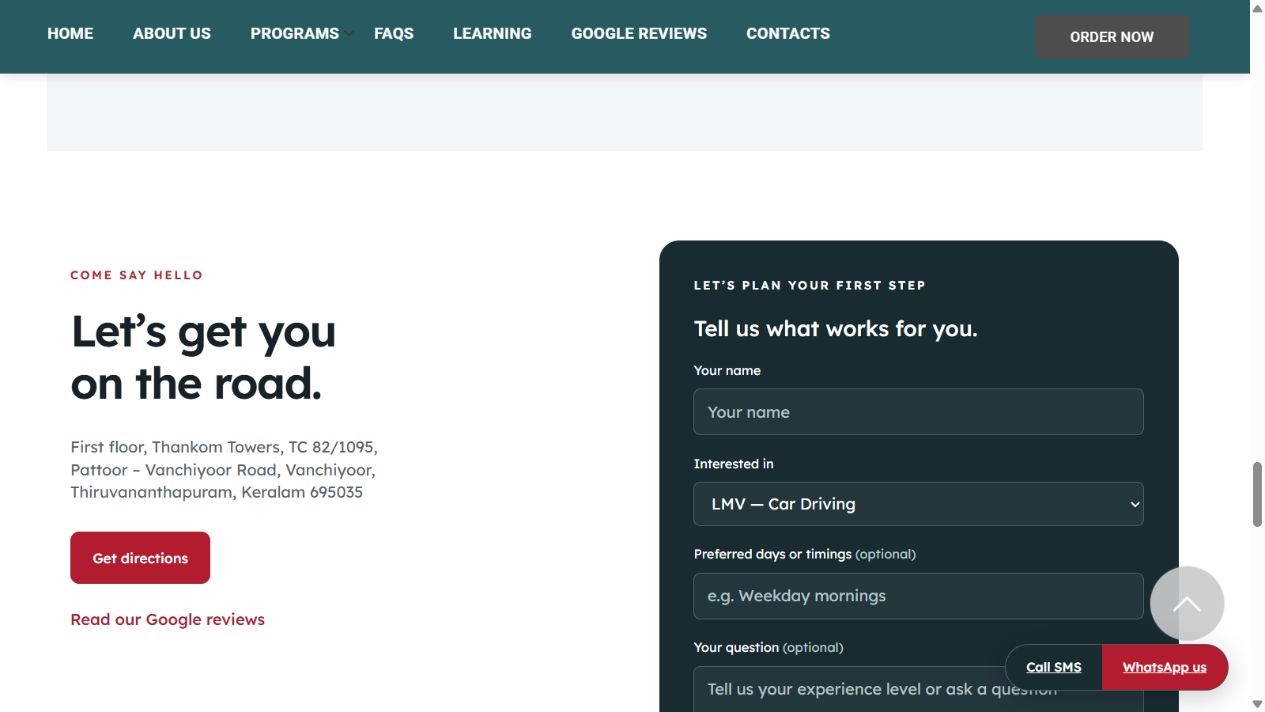 HOME ABOUT US PROGRAMS FAQS LEARNING GOOGLE REVIEWS CONTACTS ORDER NOW
COME SAY HELLO
Let’s get you
on the road.
First floor, Thankom Towers, TC 82/1095,
Pattoor – Vanchiyoor Road, Vanchiyoor,
Thiruvananthapuram, Keralam 695035
Get directions
Read our Google reviews
LET’S PLAN YOUR FIRST STEP
Tell us what works for you.
Your name
Your name
Interested in
LMV — Car Driving
Preferred days or timings (optional)
e.g. Weekday mornings
Your question (optional)
Tell us your experience level or ask a question
Call SMS WhatsApp us